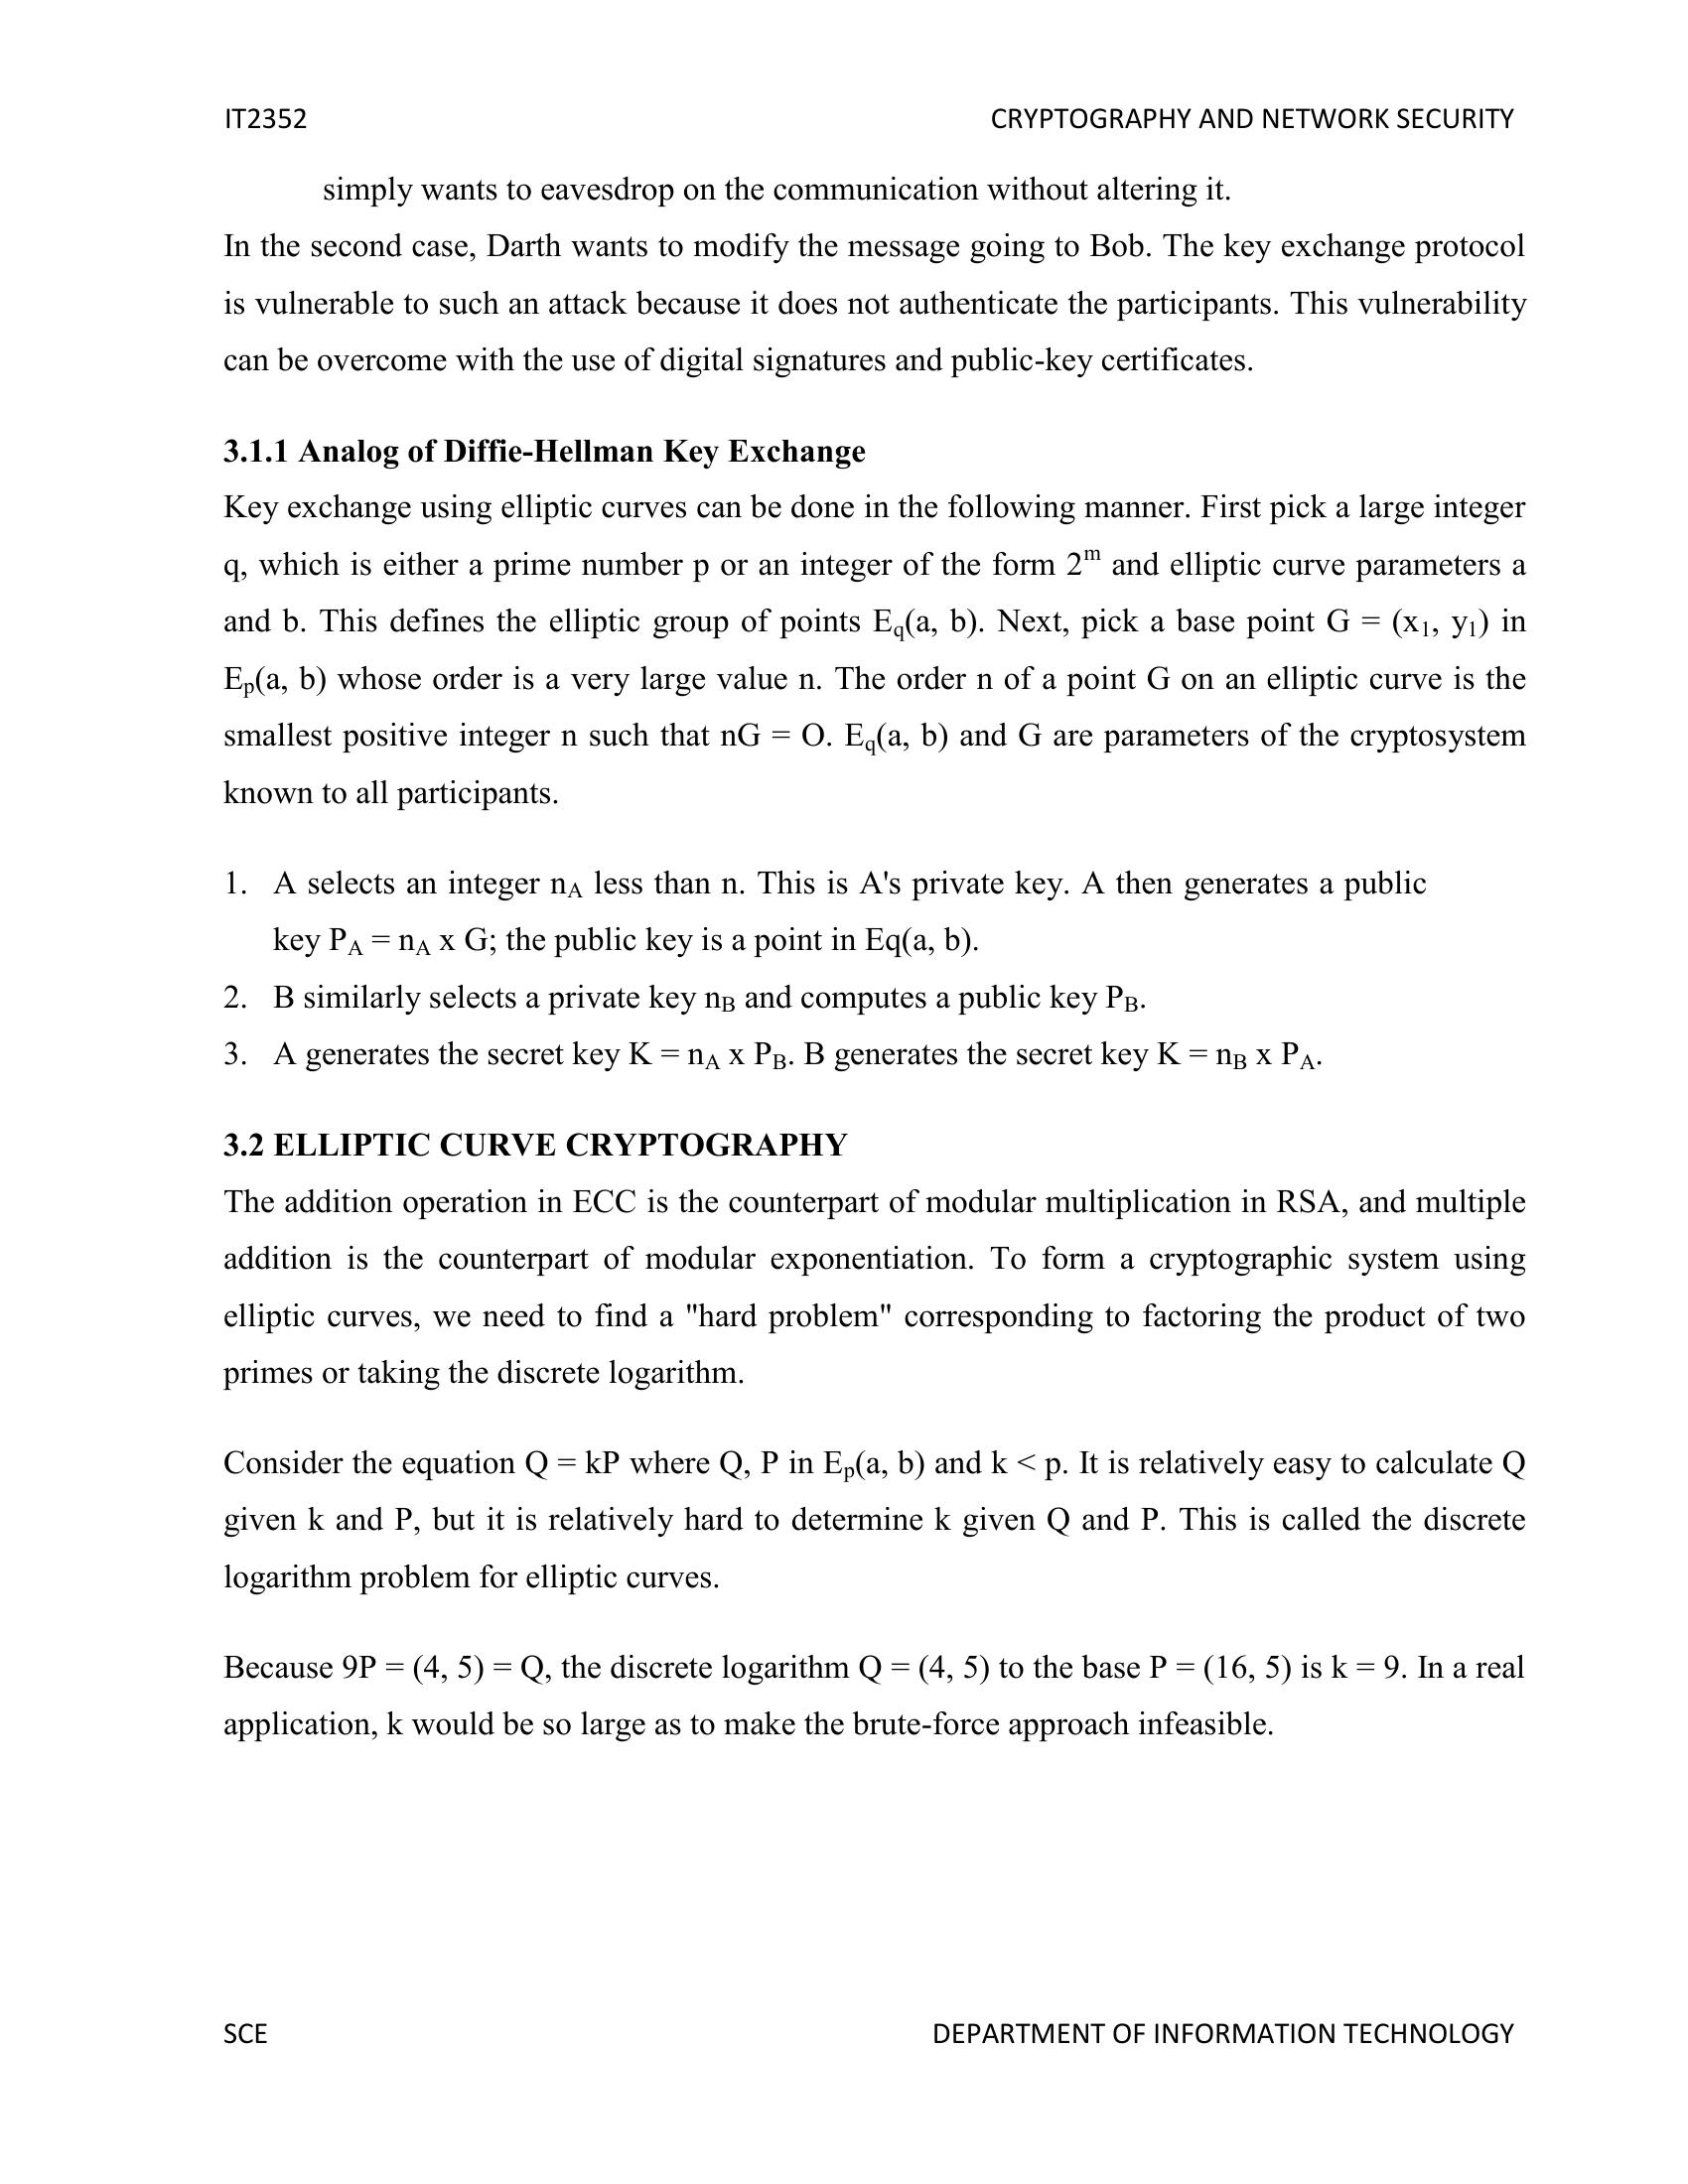 IT2352 CRYPTOGRAPHY AND NETWORK SECURITY
simply wants to eavesdrop on the communication without altering it.
In the second case, Darth wants to modify the message going to Bob. The key exchange protocol
is vulnerable to such an attack because it does not authenticate the participants. This vulnerability
can be overcome with the use of digital signatures and public-key certificates.
3.1.1 Analog of Diffie-Hellman Key Exchange
Key exchange using elliptic curves can be done in the following manner. First pick a large integer
q, which is either a prime number p or an integer of the form 2^m and elliptic curve parameters a
and b. This defines the elliptic group of points E_q(a, b). Next, pick a base point G = (x_1, y_1) in
E_p(a, b) whose order is a very large value n. The order n of a point G on an elliptic curve is the
smallest positive integer n such that nG = O. E_q(a, b) and G are parameters of the cryptosystem
known to all participants.
1. A selects an integer n_A less than n. This is A's private key. A then generates a public
key P_A = n_A x G; the public key is a point in Eq(a, b).
2. B similarly selects a private key n_B and computes a public key P_B.
3. A generates the secret key K = n_A x P_B. B generates the secret key K = n_B x P_A.
3.2 ELLIPTIC CURVE CRYPTOGRAPHY
The addition operation in ECC is the counterpart of modular multiplication in RSA, and multiple
addition is the counterpart of modular exponentiation. To form a cryptographic system using
elliptic curves, we need to find a "hard problem" corresponding to factoring the product of two
primes or taking the discrete logarithm.
Consider the equation Q = kP where Q, P in E_p(a, b) and k < p. It is relatively easy to calculate Q
given k and P, but it is relatively hard to determine k given Q and P. This is called the discrete
logarithm problem for elliptic curves.
Because 9P = (4, 5) = Q, the discrete logarithm Q = (4, 5) to the base P = (16, 5) is k = 9. In a real
application, k would be so large as to make the brute-force approach infeasible.
SCE DEPARTMENT OF INFORMATION TECHNOLOGY